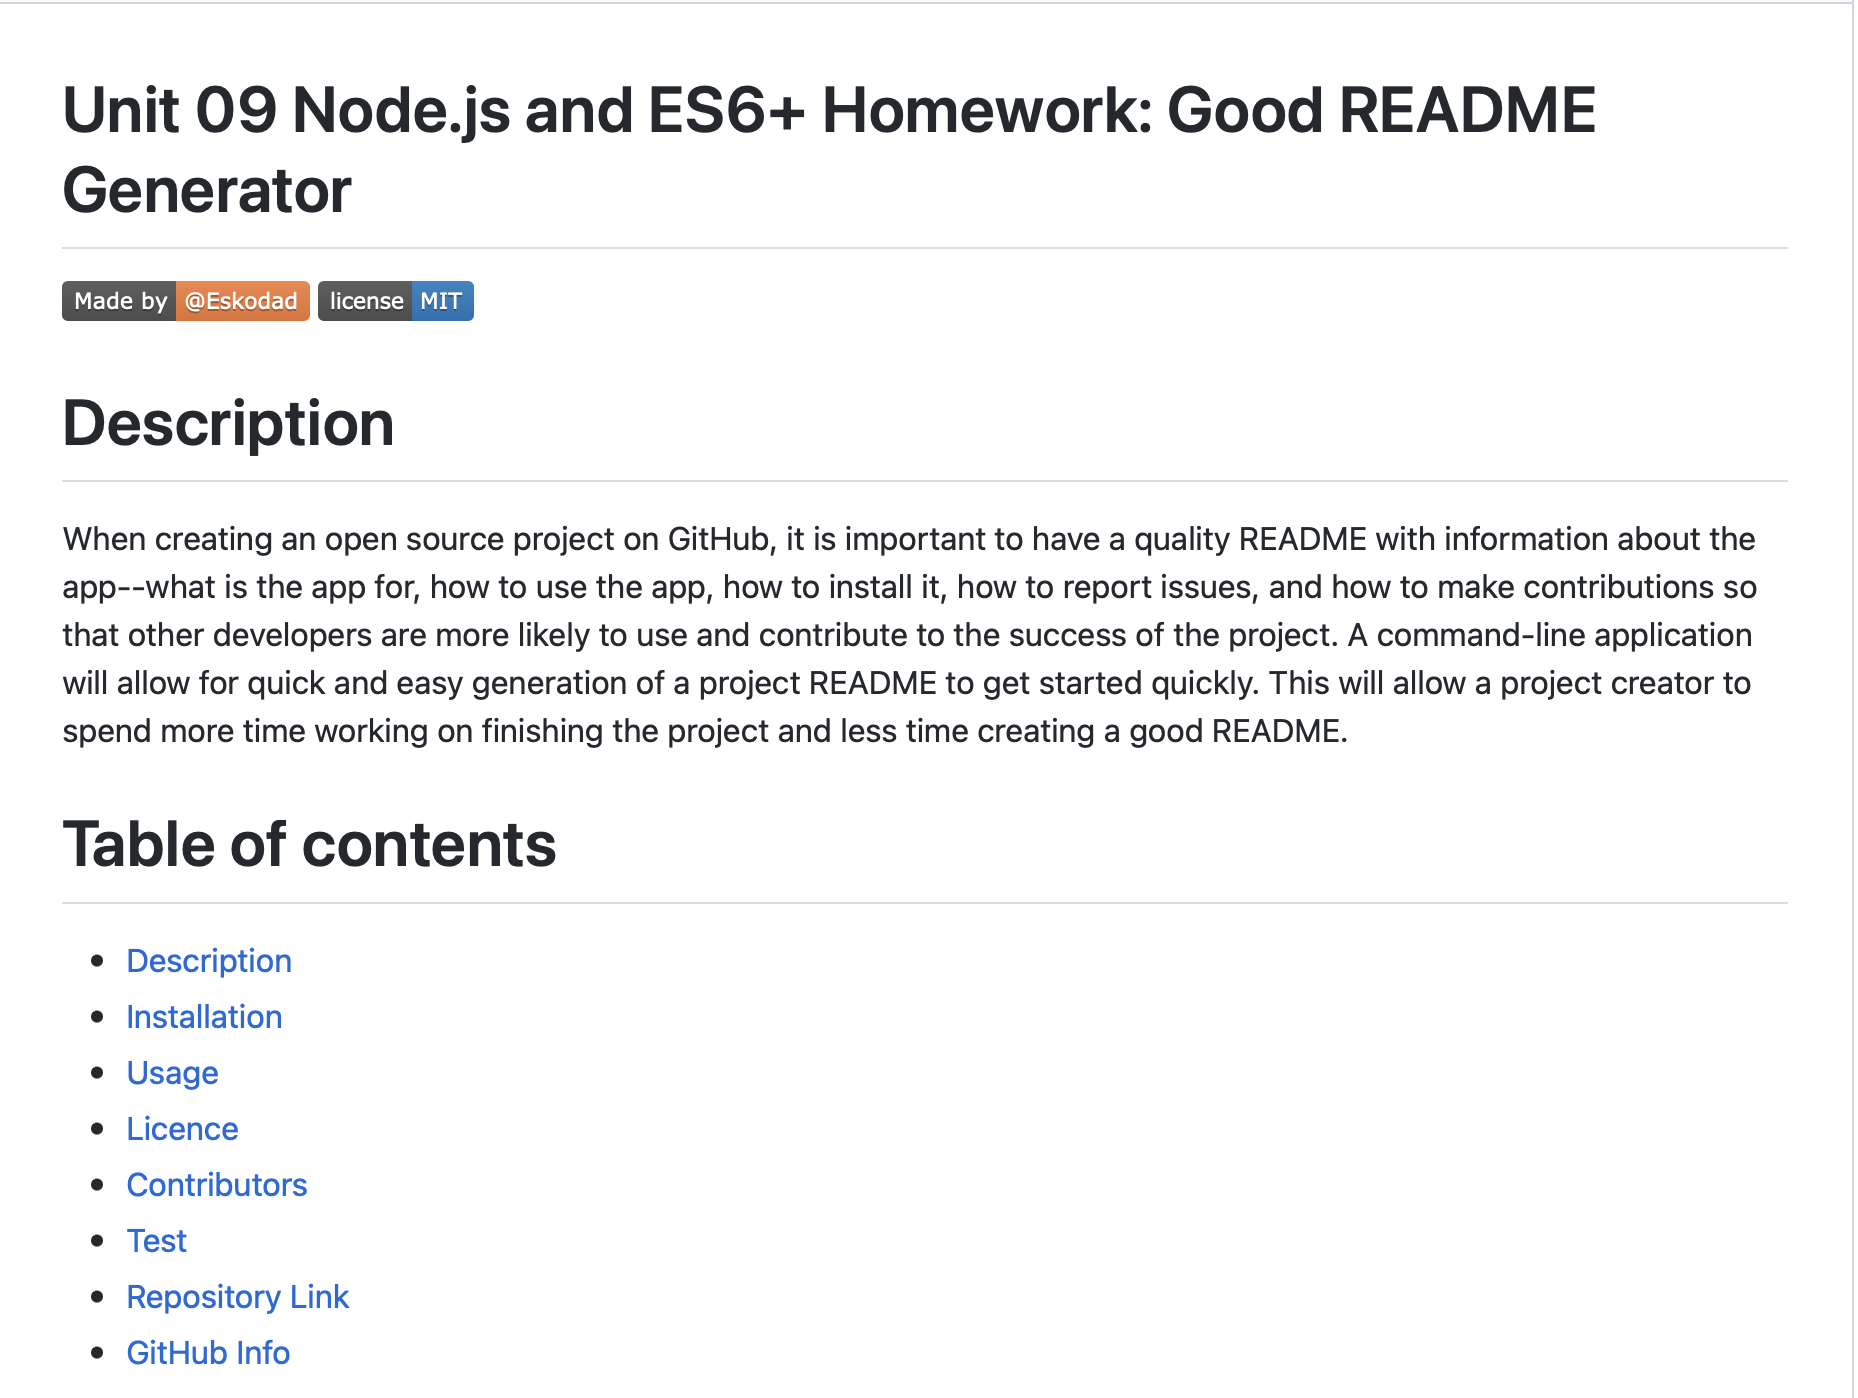 Unit 09 Node.js and ES6+ Homework: Good README
Generator
Made by @Eskodad license MIT
Description
When creating an open source project on GitHub, it is important to have a quality README with information about the
app--what is the app for, how to use the app, how to install it, how to report issues, and how to make contributions so
that other developers are more likely to use and contribute to the success of the project. A command-line application
will allow for quick and easy generation of a project README to get started quickly. This will allow a project creator to
spend more time working on finishing the project and less time creating a good README.
Table of contents
Description
Installation
Usage
Licence
Contributors
Test
Repository Link
GitHub Info